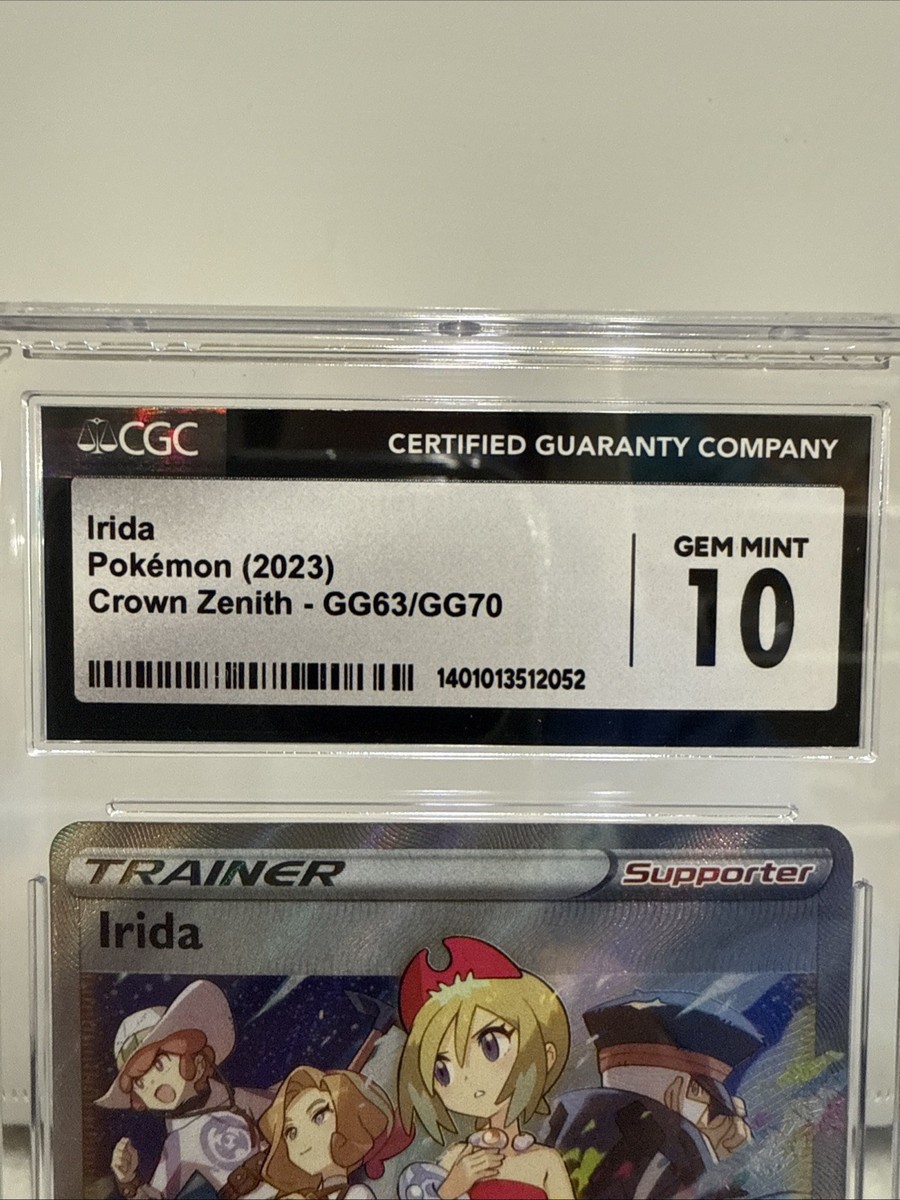 CGC
CERTIFIED GUARANTY COMPANY
Irida
Pokémon (2023)
Crown Zenith - GG63/GG70
1401013512052
GEM MINT
10
TRAINER
Supporter
Irida